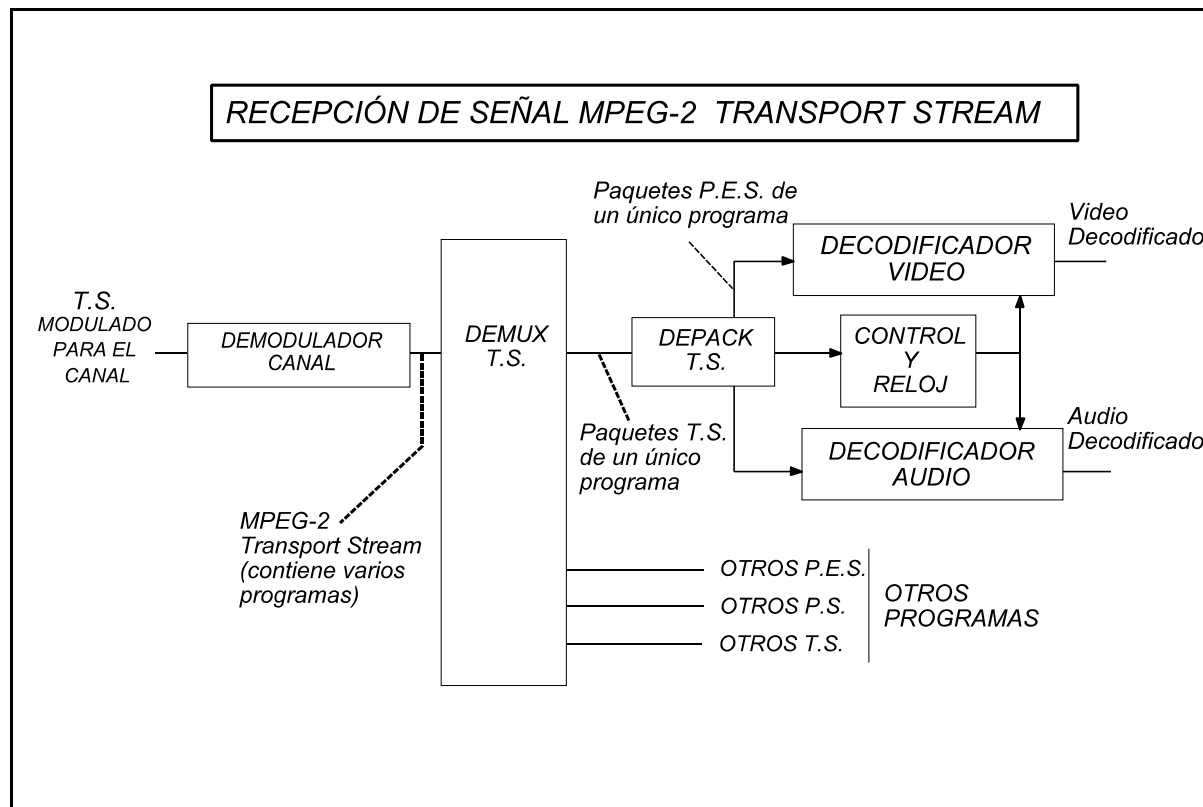 RECEPCIÓN DE SEÑAL MPEG-2 TRANSPORT STREAM
Paquetes P.E.S. de
un único programa
Video
Decodificado
DECODIFICADOR
VIDEO
T.S.
MODULADO
PARA EL
CANAL
DEMODULADOR
CANAL
DEMUX
T.S.
DEPACK
T.S.
CONTROL
Y
RELOJ
Paquetes T.S.
de un único
programa
Audio
Decodificado
DECODIFICADOR
AUDIO
MPEG-2
Transport Stream
(contiene varios
programas)
OTROS P.E.S.
OTROS P.S.
OTROS T.S.
OTROS
PROGRAMAS